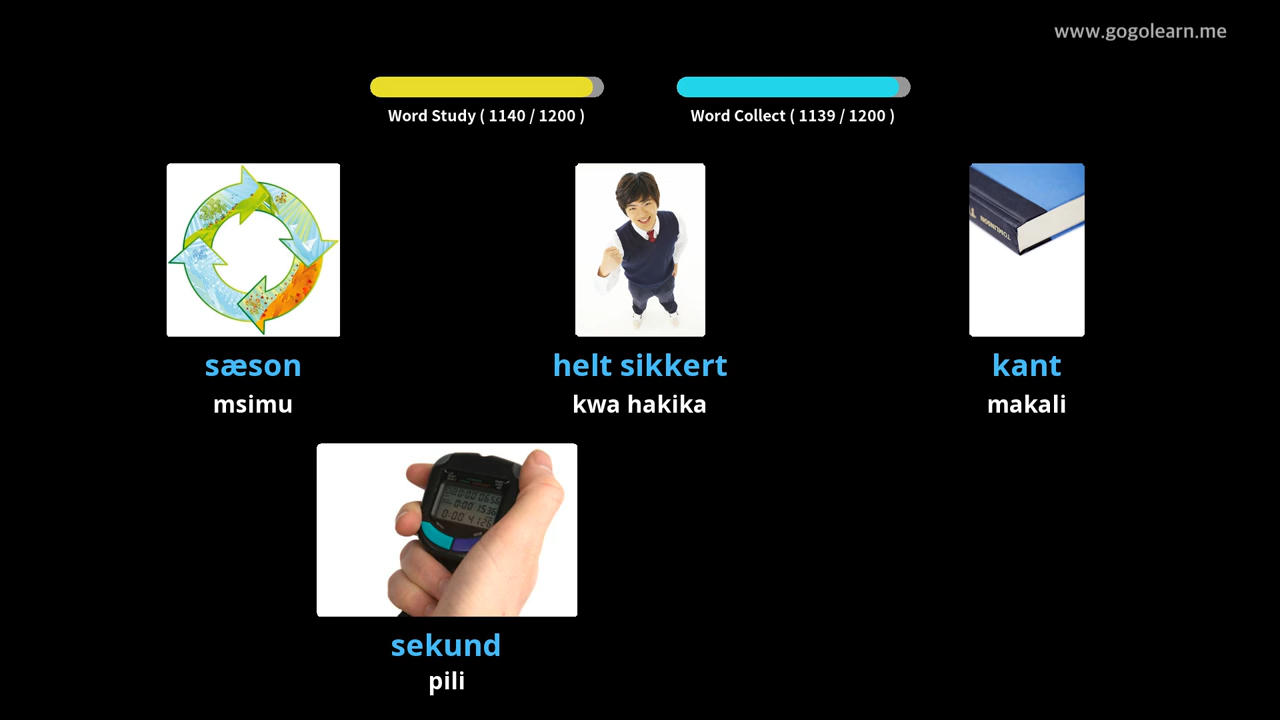 www.gogolearn.me
Word Study ( 1140 / 1200 )
Word Collect ( 1139 / 1200 )
TOMLINSON
sæson
helt sikkert
kant
msimu
kwa hakika
makali
sekund
pili